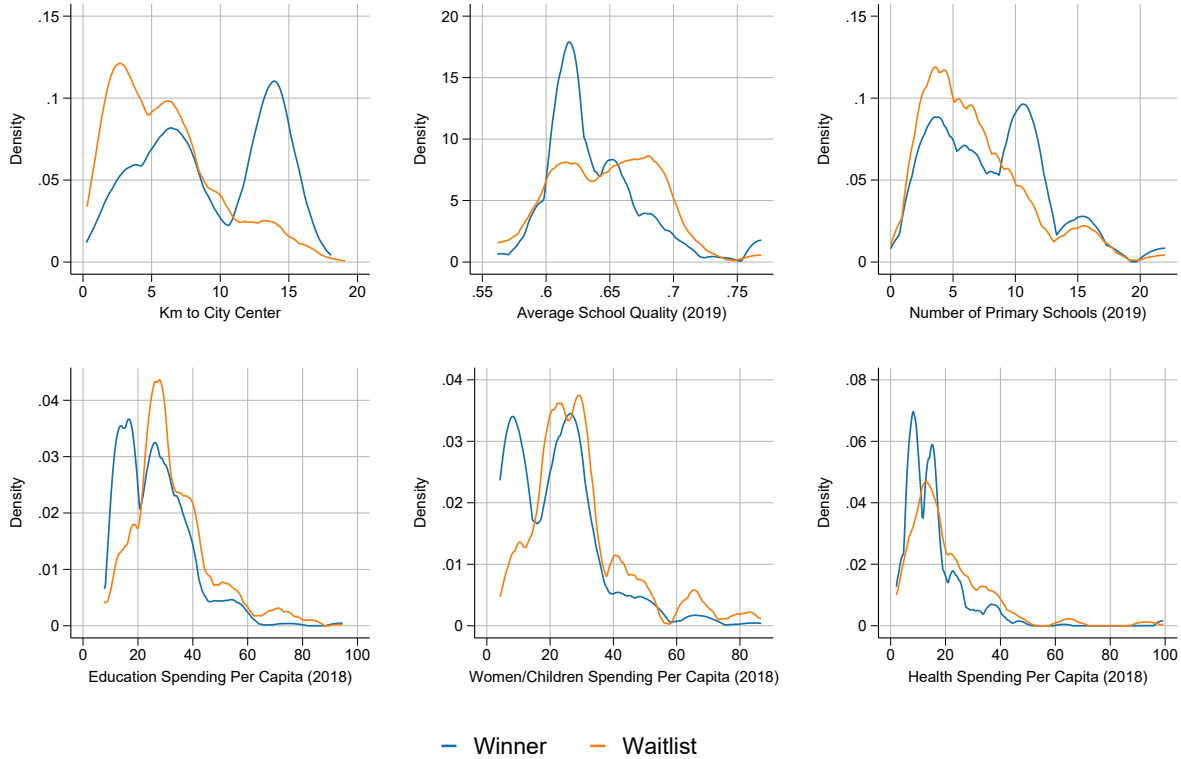 .15
.1
.05
0
Density
0 5 10 15 20
Km to City Center
20
15
10
5
0
Density
.55 .6 .65 .7 .75
Average School Quality (2019)
.15
.1
.05
0
Density
0 5 10 15 20
Number of Primary Schools (2019)
.04
.03
.02
.01
0
Density
0 20 40 60 80 100
Education Spending Per Capita (2018)
.04
.03
.02
.01
0
Density
0 20 40 60 80
Women/Children Spending Per Capita (2018)
.08
.06
.04
.02
0
Density
0 20 40 60 80 100
Health Spending Per Capita (2018)
Winner Waitlist